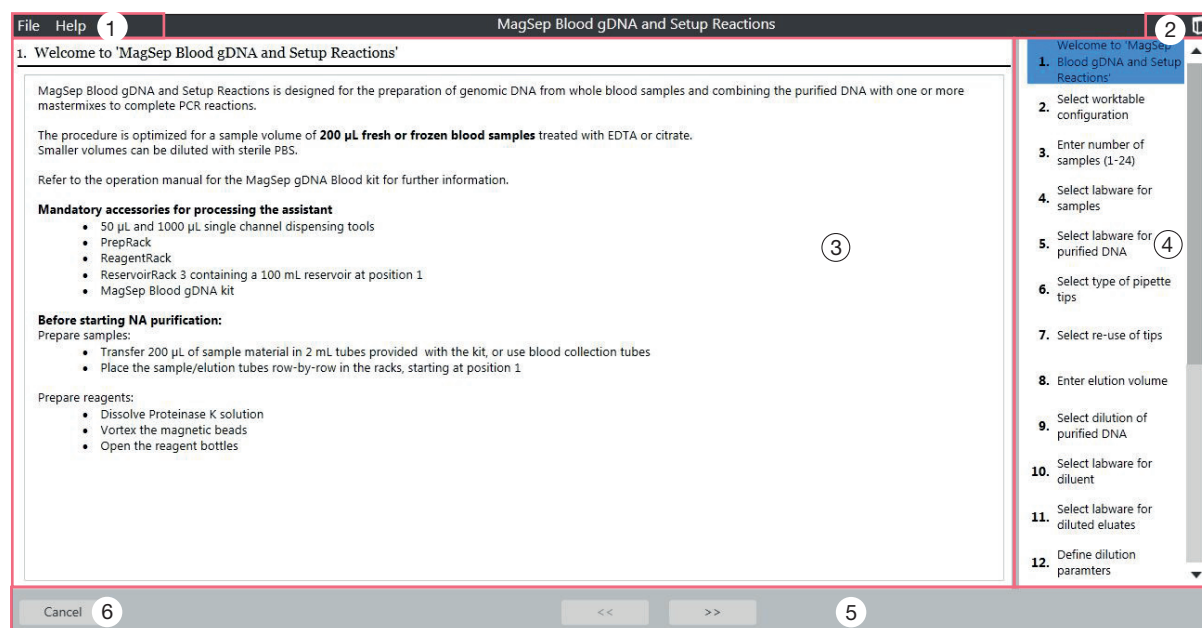 File Help 1 MagSep Blood gDNA and Setup Reactions 2
1. Welcome to 'MagSep Blood gDNA and Setup Reactions'
MagSep Blood gDNA and Setup Reactions is designed for the preparation of genomic DNA from whole blood samples and combining the purified DNA with one or more
mastermixes to complete PCR reactions.
The procedure is optimized for a sample volume of 200 µL fresh or frozen blood samples treated with EDTA or citrate.
Smaller volumes can be diluted with sterile PBS.
Refer to the operation manual for the MagSep gDNA Blood kit for further information.
Mandatory accessories for processing the assistant
• 50 µL and 1000 µL single channel dispensing tools
• PrepRack
• ReagentRack
• ReservoirRack 3 containing a 100 mL reservoir at position 1
• MagSep Blood gDNA kit
Before starting NA purification:
Prepare samples:
• Transfer 200 µL of sample material in 2 mL tubes provided with the kit, or use blood collection tubes
• Place the sample/elution tubes row-by-row in the racks, starting at position 1
Prepare reagents:
• Dissolve Proteinase K solution
• Vortex the magnetic beads
• Open the reagent bottles
3
Welcome to 'MagSep
1. Blood gDNA and Setup
Reactions'
2. Select worktable
configuration
3. Enter number of
samples (1-24)
4. Select labware for
samples
5. Select labware for
purified DNA
4
6. Select type of pipette
tips
7. Select re-use of tips
8. Enter elution volume
9. Select dilution of
purified DNA
10. Select labware for
diluent
11. Select labware for
diluted eluates
12. Define dilution
paramters
Cancel 6 << >> 5